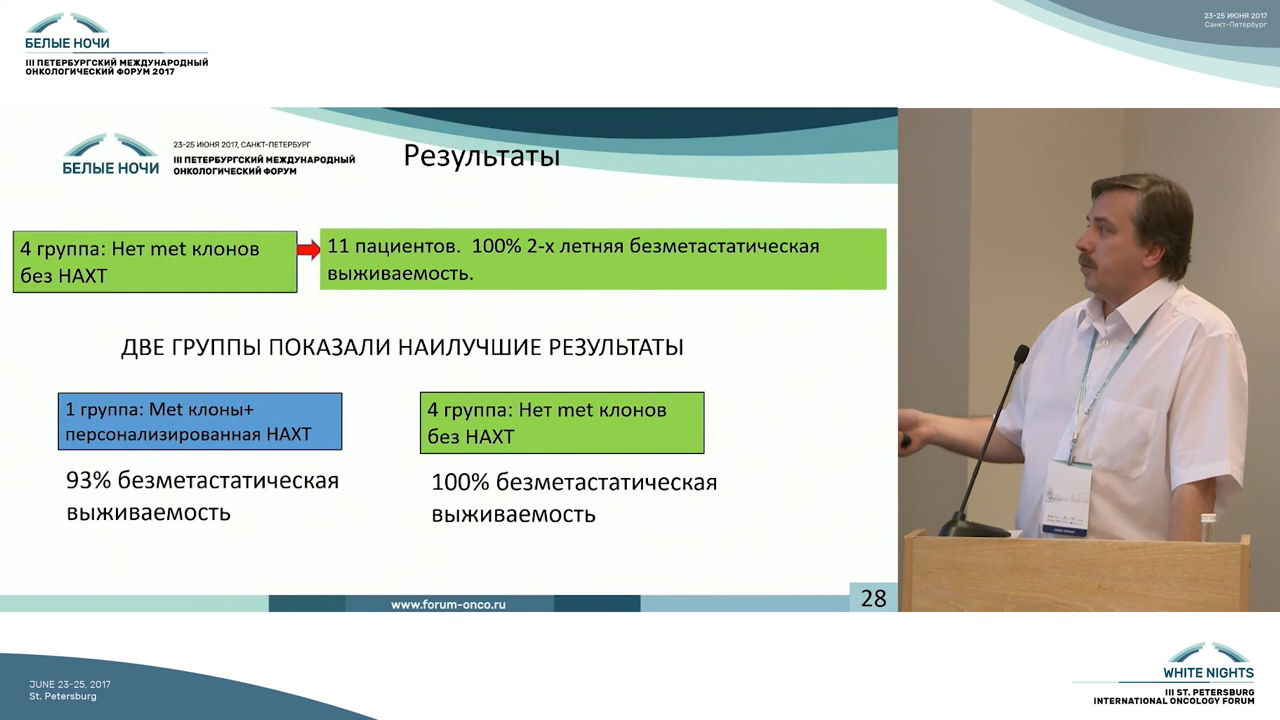 БЕЛЫЕ НОЧИ
III ПЕТЕРБУРГСКИЙ МЕЖДУНАРОДНЫЙ
ОНКОЛОГИЧЕСКИЙ ФОРУМ 2017
23-25 ИЮНЯ 2017
Санкт-Петербург
БЕЛЫЕ НОЧИ
23-25 ИЮНЯ 2017, САНКТ-ПЕТЕРБУРГ
III ПЕТЕРБУРГСКИЙ МЕЖДУНАРОДНЫЙ
ОНКОЛОГИЧЕСКИЙ ФОРУМ
Результаты
4 группа: Нет met клонов
без НАХТ
11 пациентов. 100% 2-х летняя безметастатическая
выживаемость.
ДВЕ ГРУППЫ ПОКАЗАЛИ НАИЛУЧШИЕ РЕЗУЛЬТАТЫ
1 группа: Met клоны+
персонализированная НАХТ
4 группа: Нет met клонов
без НАХТ
93% безметастатическая
выживаемость
100% безметастатическая
выживаемость
www.forum-onco.ru
28
JUNE 23-25, 2017
St. Petersburg
WHITE NIGHTS
III ST. PETERSBURG
INTERNATIONAL ONCOLOGY FORUM